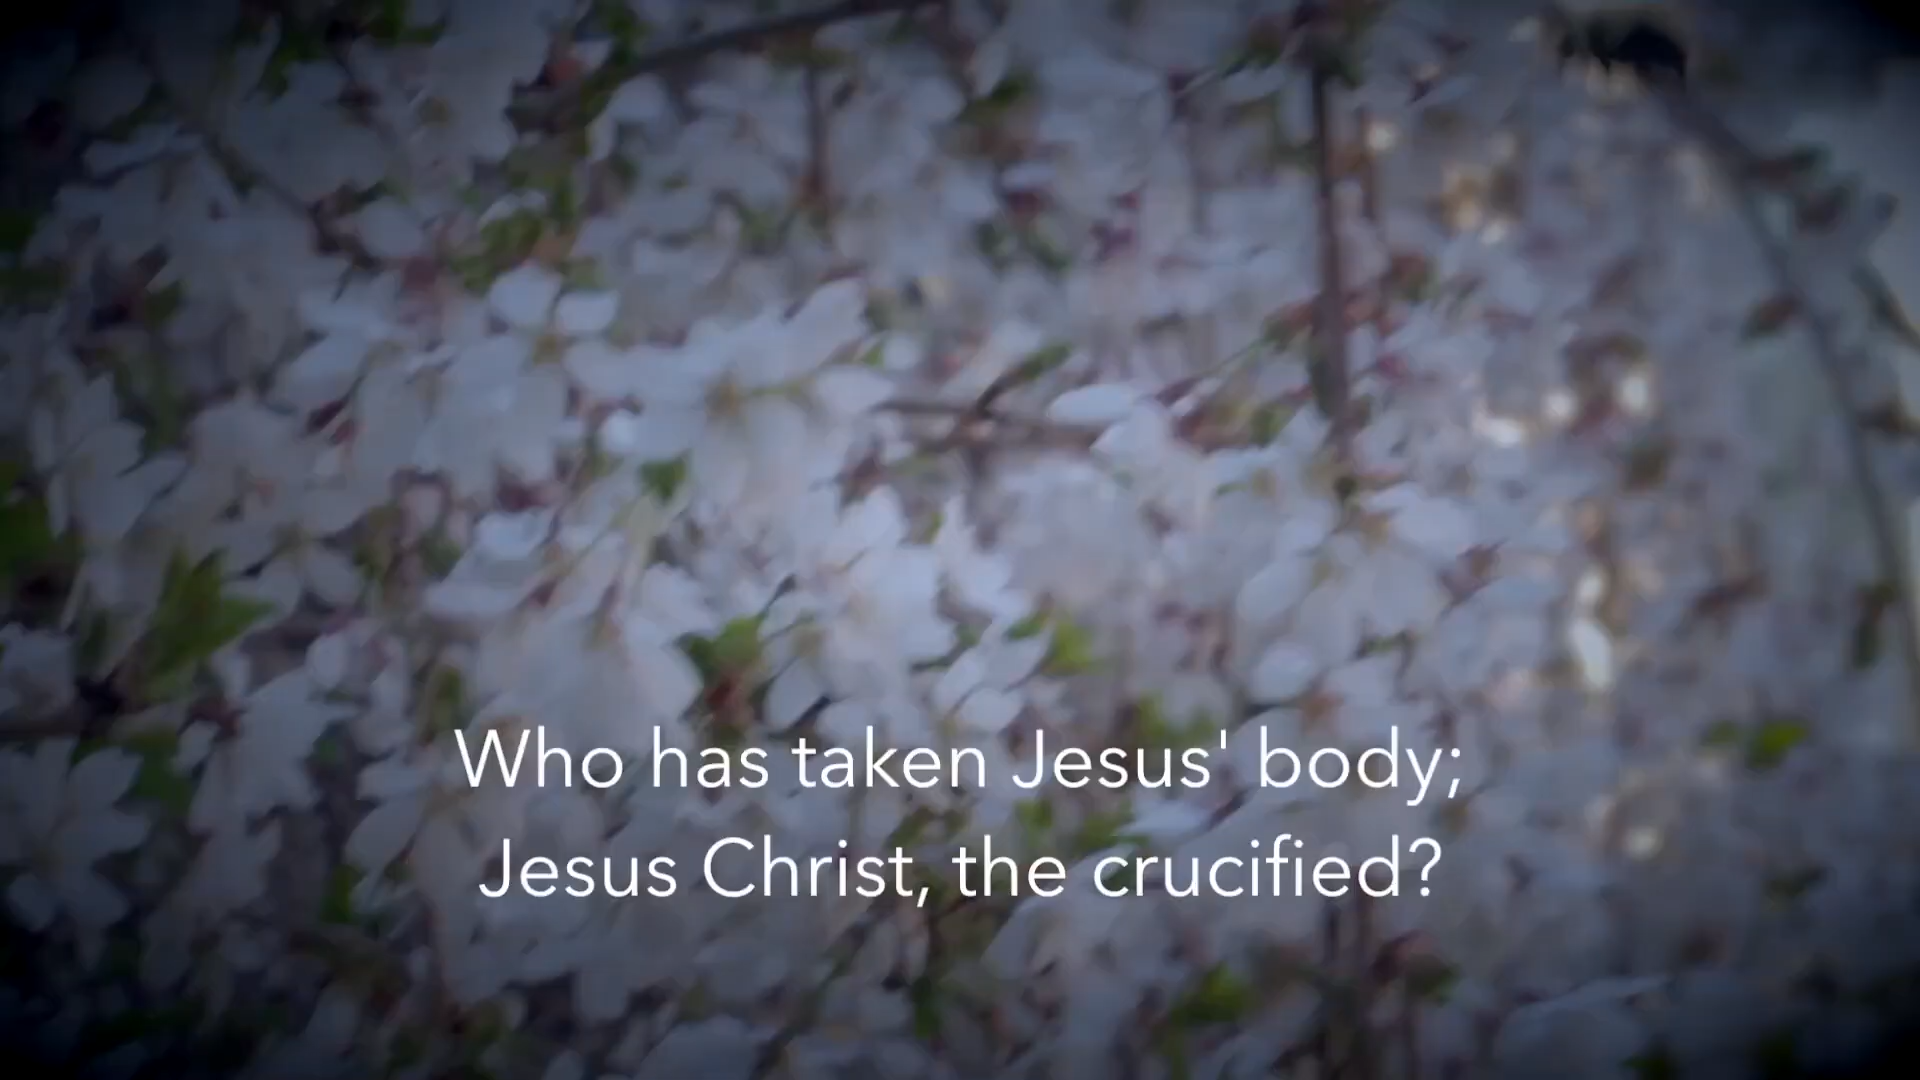 Who has taken Jesus' body;
Jesus Christ, the crucified?